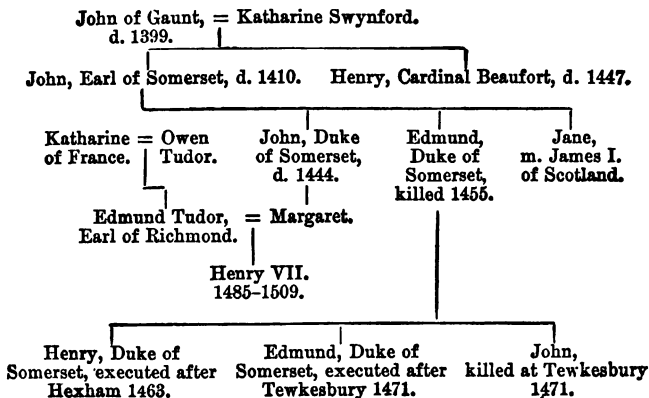 John of Gaunt, = Katharine Swynford.
d. 1399.
John, Earl of Somerset, d. 1410. Henry, Cardinal Beaufort, d. 1447.
Katharine = Owen John, Duke Edmund, Jane,
of France. Tudor. of Somerset, Duke of m. James I.
d. 1444. Somerset, of Scotland.
killed 1455.
Edmund Tudor, = Margaret.
Earl of Richmond.
Henry VII.
1485–1509.
Henry, Duke of Edmund, Duke of John,
Somerset, executed after Somerset, executed after killed at Tewkesbury
Hexham 1463. Tewkesbury 1471. 1471.